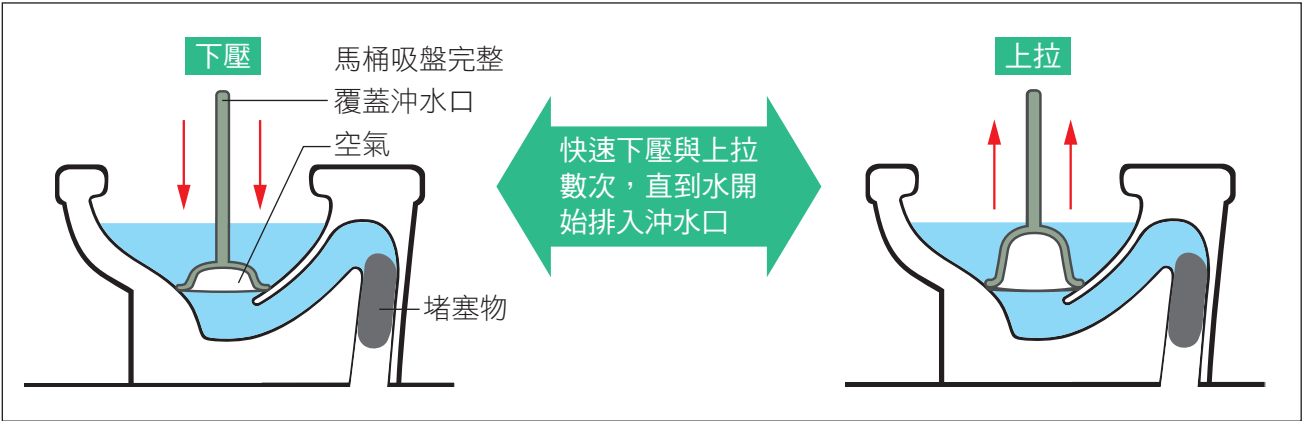 下壓
馬桶吸盤完整
覆蓋沖水口
空氣
堵塞物
快速下壓與上拉
數次，直到水開
始排入沖水口
上拉